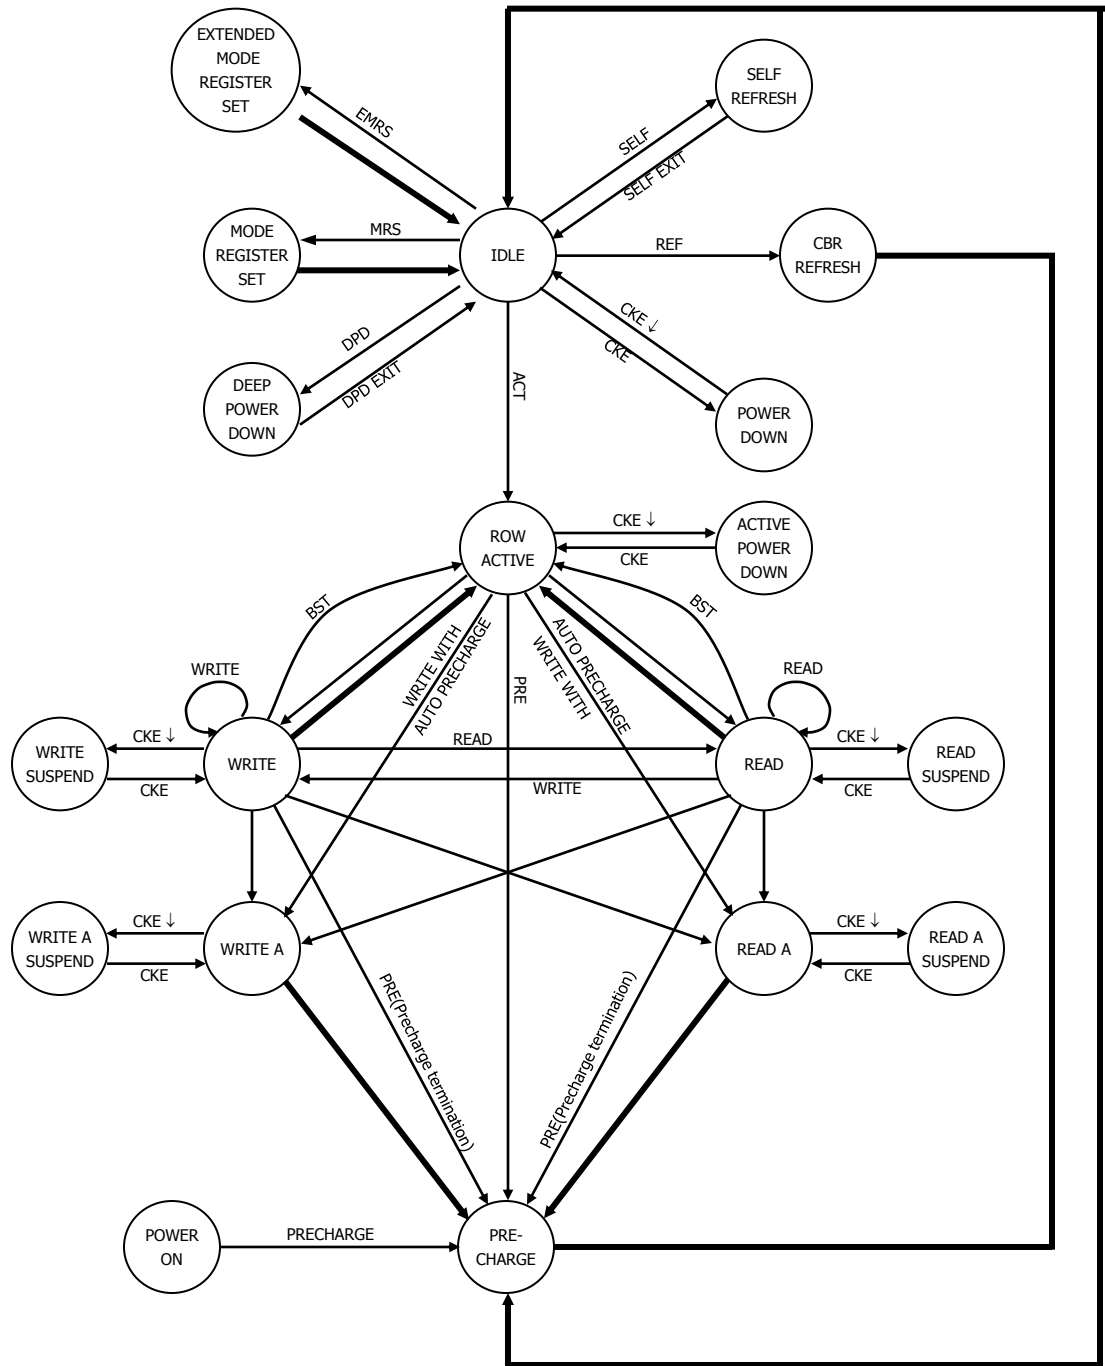 EXTENDED
MODE
REGISTER
SET
SELF
REFRESH
EMRS
SELF
SELF EXIT
MODE
REGISTER
SET
MRS
IDLE
REF
CBR
REFRESH
DPD
DPD EXIT
CKE ↓
CKE
ACT
DEEP
POWER
DOWN
POWER
DOWN
ROW
ACTIVE
CKE ↓
CKE
ACTIVE
POWER
DOWN
BST
BST
WRITE WITH
AUTO PRECHARGE
PRE
AUTO PRECHARGE
WRITE WITH
WRITE
READ
WRITE
SUSPEND
CKE ↓
CKE
WRITE
READ
WRITE
READ
CKE ↓
CKE
READ
SUSPEND
WRITE A
SUSPEND
CKE ↓
CKE
WRITE A
READ A
CKE ↓
CKE
READ A
SUSPEND
PRE(Precharge termination)
PRE(Precharge termination)
POWER
ON
PRECHARGE
PRE-
CHARGE